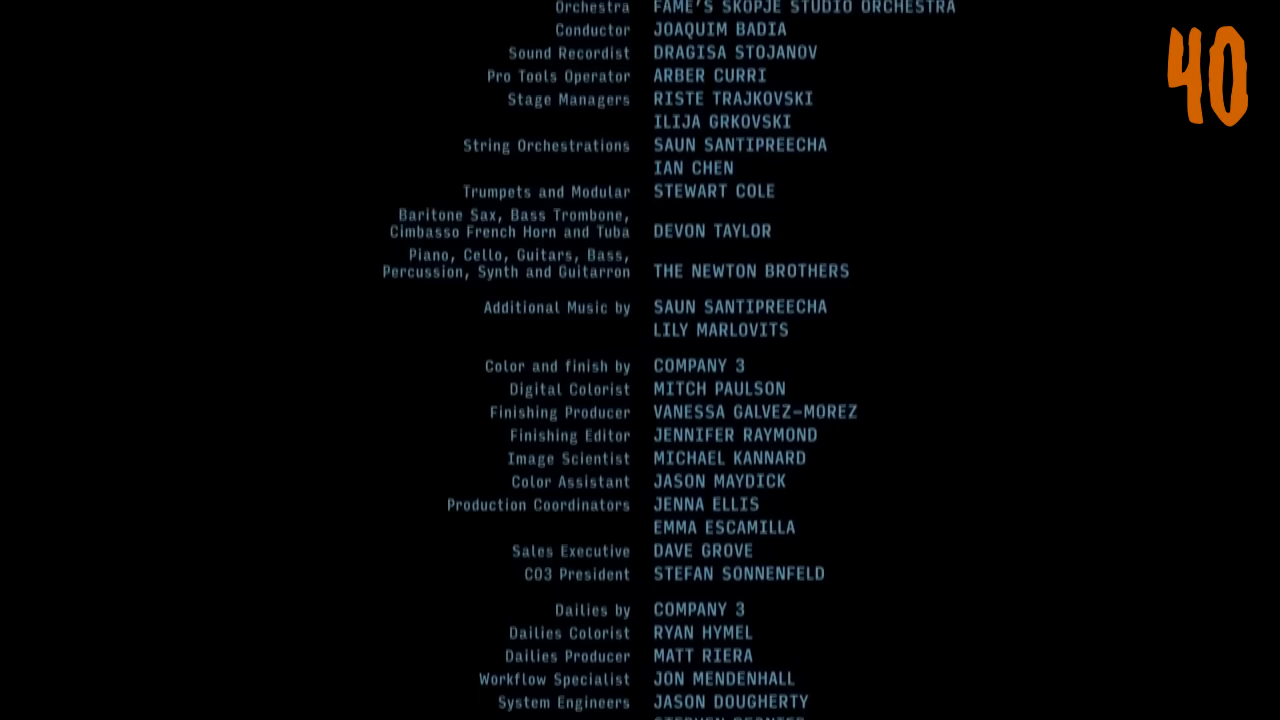 Orchestra FAME'S SKOPJE STUDIO ORCHESTRA
40
Conductor JOAQUIM BADIA
Sound Recordist DRAGISA STOJANOV
Pro Tools Operator ARBER CURRI
Stage Managers RISTE TRAJKOVSKI
ILIJA GRKOVSKI
String Orchestrations SAUN SANTIPREECHA
IAN CHEN
Trumpets and Modular STEWART COLE
Baritone Sax, Bass Trombone,
Cimbasso French Horn and Tuba DEVON TAYLOR
Piano, Cello, Guitars, Bass,
Percussion, Synth and Guitarron THE NEWTON BROTHERS
Additional Music by SAUN SANTIPREECHA
LILY MARLOVITS
Color and finish by COMPANY 3
Digital Colorist MITCH PAULSON
Finishing Producer VANESSA GALVEZ-MOREZ
Finishing Editor JENNIFER RAYMOND
Image Scientist MICHAEL KANNARD
Color Assistant JASON MAYDICK
Production Coordinators JENNA ELLIS
EMMA ESCAMILLA
Sales Executive DAVE GROVE
CO3 President STEFAN SONNENFELD
Dailies by COMPANY 3
Dailies Colorist RYAN HYMEL
Dailies Producer MATT RIERA
Workflow Specialist JON MENDENHALL
System Engineers JASON DOUGHERTY